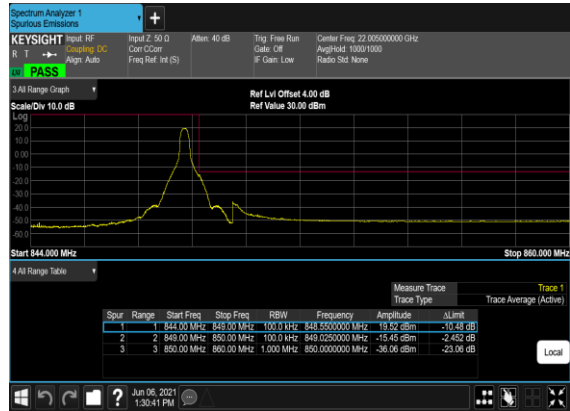 Spectrum Analyzer 1
Spurious Emissions
+
KEYSIGHT Input: RF Input Z: 50 Ω Atten: 40 dB Trig: Free Run Center Freq: 22.005000000 GHz
R T Coupling: DC Corr CCorr Gate: Off Avg|Hold: 1000/1000
Align: Auto Freq Ref: Int (S) IF Gain: Low Radio Std: None
PASS
3 All Range Graph
Ref Lvl Offset 4.00 dB
Scale/Div 10.0 dB Ref Value 30.00 dBm
Log
20.0
10.0
0.00
-10.0
-20.0
-30.0
-40.0
-50.0
-60.0
Start 844.000 MHz Stop 860.000 MHz
4 All Range Table
Measure Trace Trace 1
Trace Type Trace Average (Active)
Spur Range Start Freq Stop Freq RBW Frequency Amplitude ΔLimit
1 1 844.00 MHz 849.00 MHz 100.0 kHz 848.5500000 MHz 19.52 dBm -10.48 dB
2 2 849.00 MHz 850.00 MHz 100.0 kHz 849.0250000 MHz -15.45 dBm -2.452 dB
3 3 850.00 MHz 860.00 MHz 1.000 MHz 850.0000000 MHz -36.06 dBm -23.06 dB
Local
?
Jun 06, 2021
1:30:41 PM